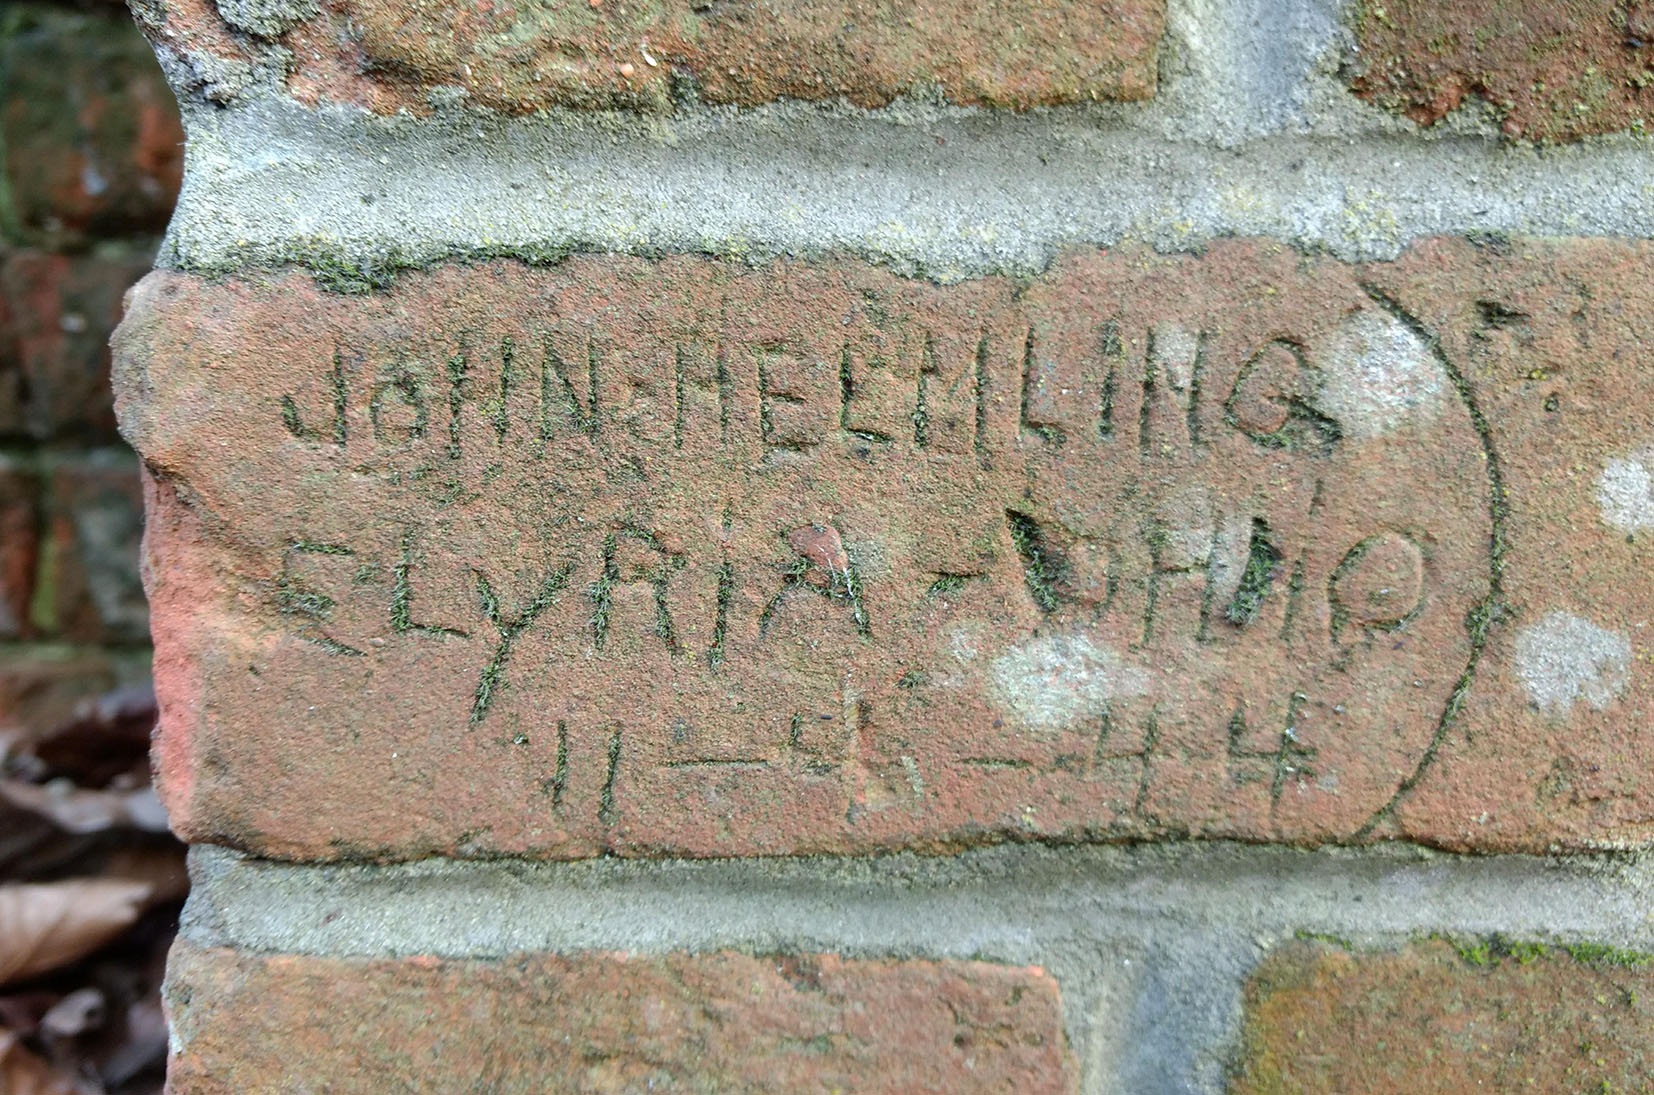 JOHN HELMLING
ELYRIA - OHIO
11 - 4 - 44